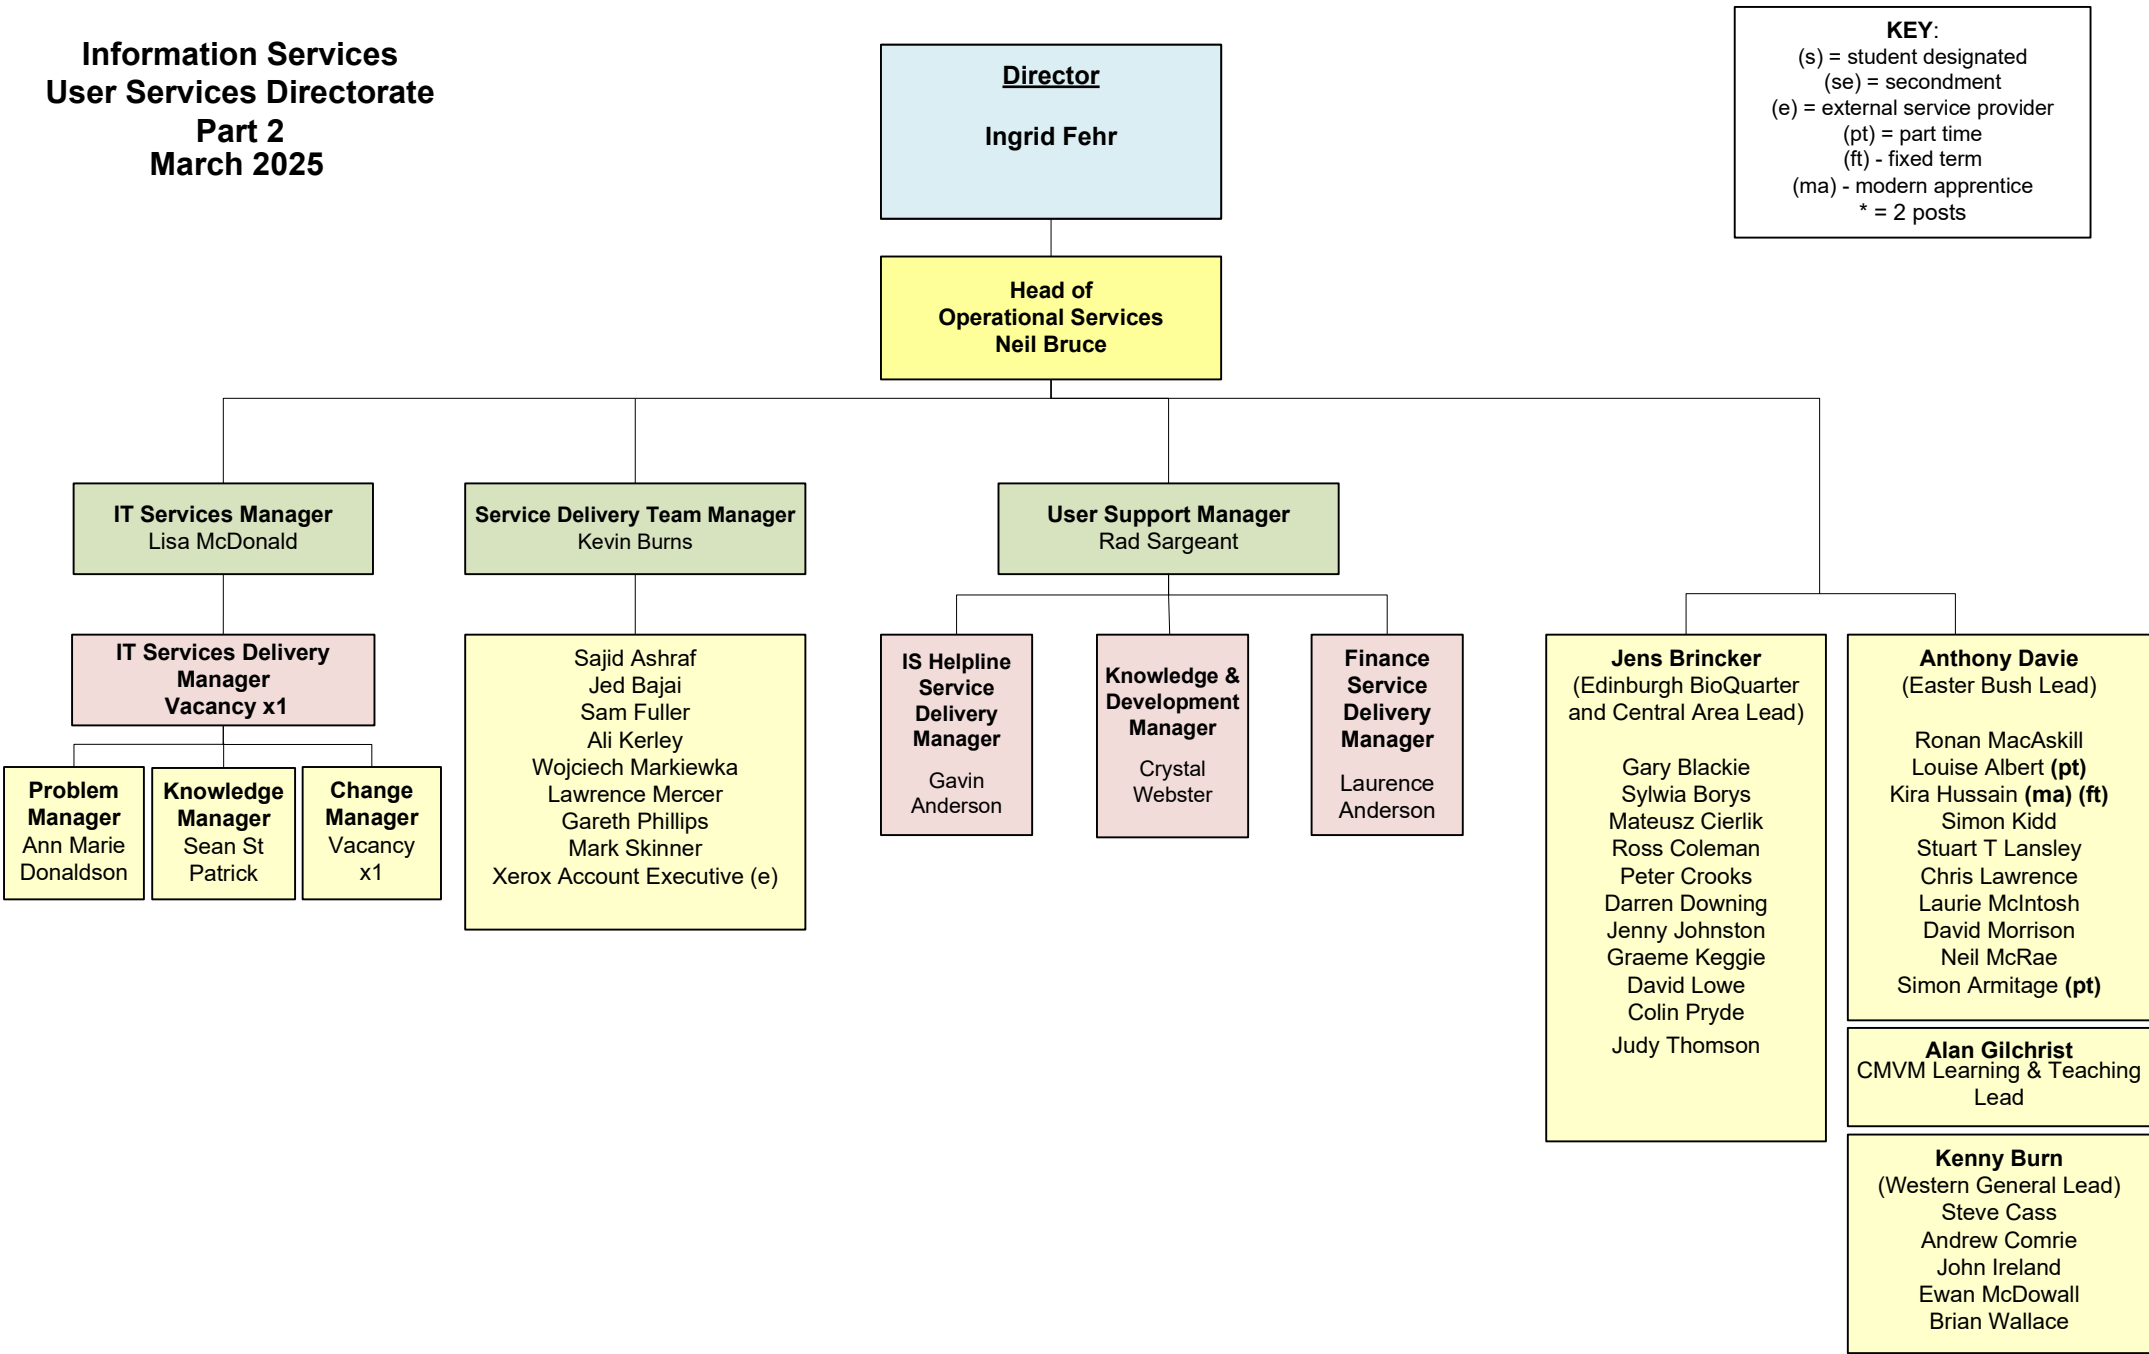 Information Services
User Services Directorate
Part 2
March 2025
Director
Ingrid Fehr
KEY:
(s) = student designated
(se) = secondment
(e) = external service provider
(pt) = part time
(ft) - fixed term
(ma) - modern apprentice
* = 2 posts
Head of
Operational Services
Neil Bruce
IT Services Manager
Lisa McDonald
Service Delivery Team Manager
Kevin Burns
User Support Manager
Rad Sargeant
IT Services Delivery
Manager
Vacancy x1
Problem
Manager
Ann Marie
Donaldson
Knowledge
Manager
Sean St
Patrick
Change
Manager
Vacancy
x1
Sajid Ashraf
Jed Bajai
Sam Fuller
Ali Kerley
Wojciech Markiewka
Lawrence Mercer
Gareth Phillips
Mark Skinner
Xerox Account Executive (e)
IS Helpline
Service
Delivery
Manager
Gavin
Anderson
Knowledge &
Development
Manager
Crystal
Webster
Finance
Service
Delivery
Manager
Laurence
Anderson
Jens Brincker
(Edinburgh BioQuarter
and Central Area Lead)
Gary Blackie
Sylwia Borys
Mateusz Cierlik
Ross Coleman
Peter Crooks
Darren Downing
Jenny Johnston
Graeme Keggie
David Lowe
Colin Pryde
Judy Thomson
Anthony Davie
(Easter Bush Lead)
Ronan MacAskill
Louise Albert (pt)
Kira Hussain (ma) (ft)
Simon Kidd
Stuart T Lansley
Chris Lawrence
Laurie McIntosh
David Morrison
Neil McRae
Simon Armitage (pt)
Alan Gilchrist
CMVM Learning & Teaching
Lead
Kenny Burn
(Western General Lead)
Steve Cass
Andrew Comrie
John Ireland
Ewan McDowall
Brian Wallace